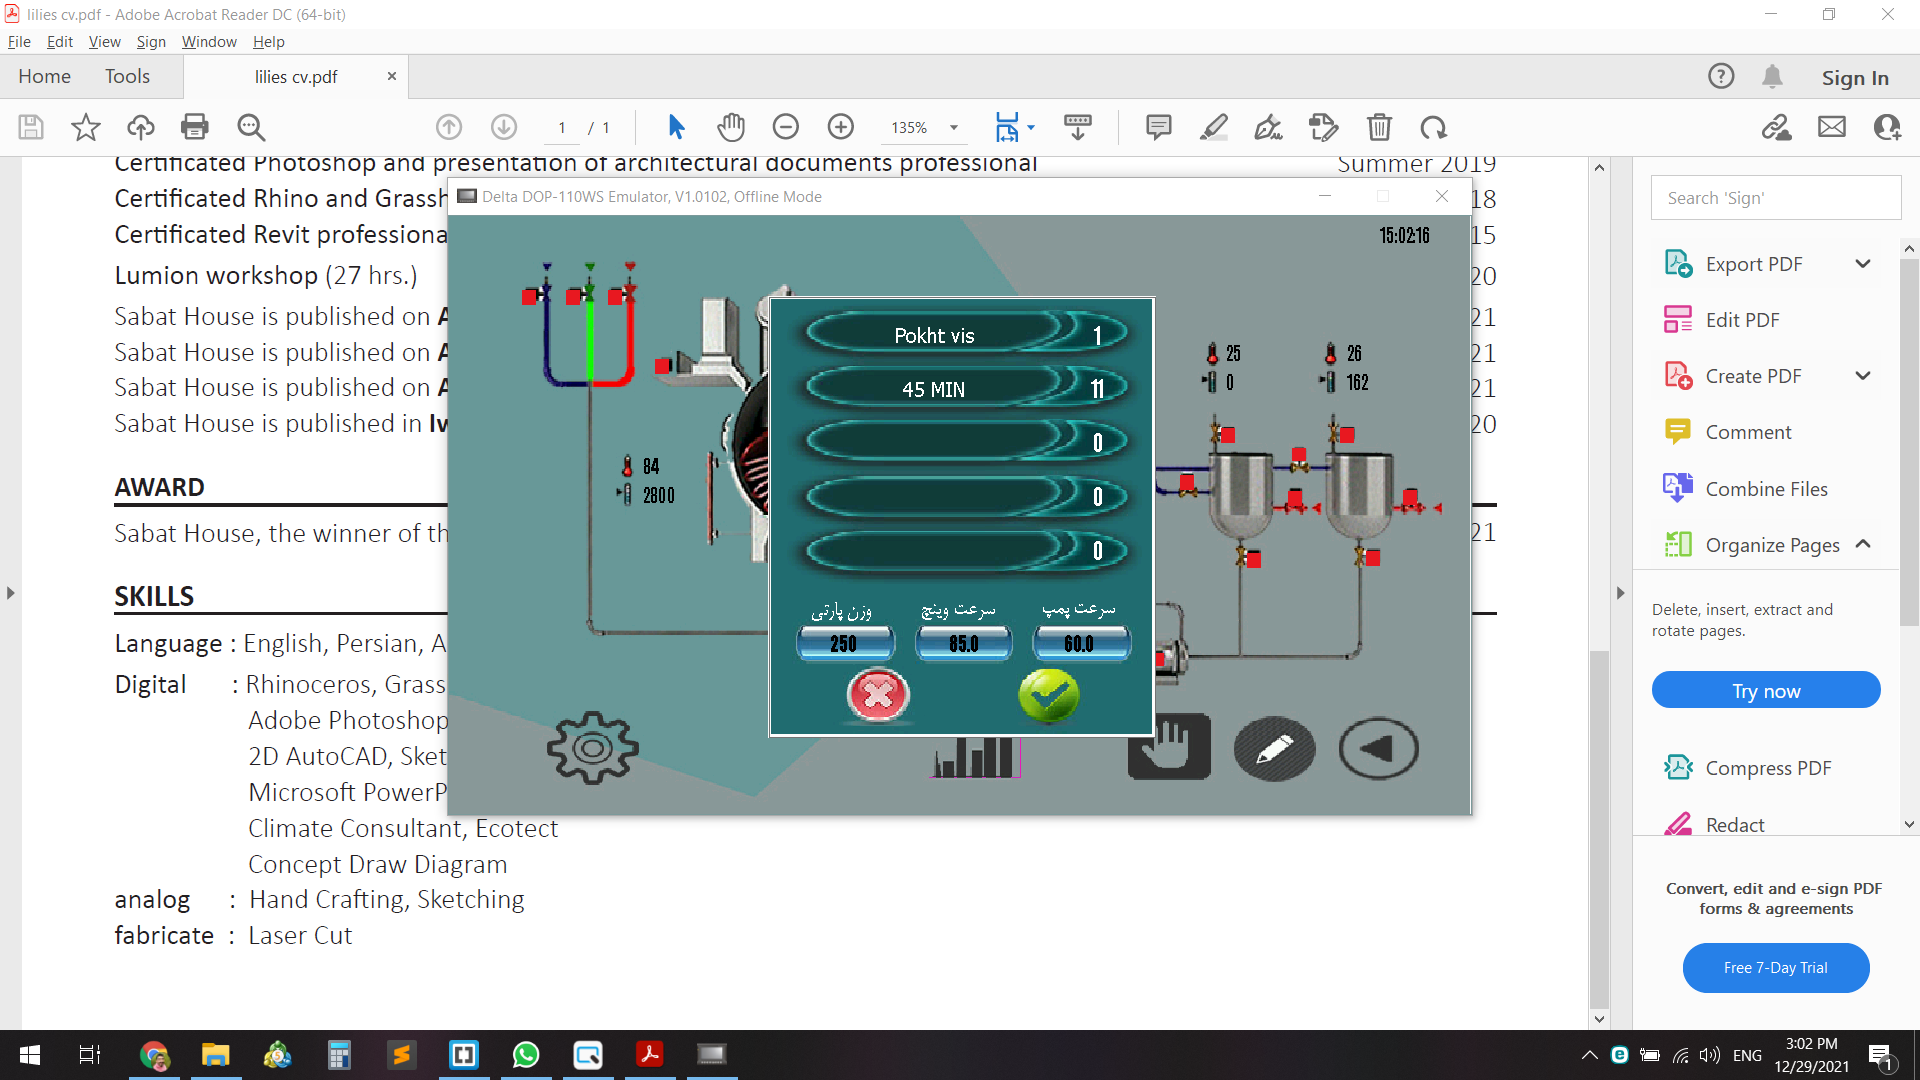 lilies cv.pdf - Adobe Acrobat Reader DC (64-bit)
File Edit View Sign Window Help
Home Tools lilies cv.pdf × Sign In
1 / 1 135%
Certificated Photoshop and presentation of architectural documents professional Summer 2019
Certificated Rhino and Grassh 18
Certificated Revit professiona 15
Lumion workshop (27 hrs.) 20
Sabat House is published on A 21
Sabat House is published on A 21
Sabat House is published on A 21
Sabat House is published in Iw 20
AWARD
Sabat House, the winner of th 21
SKILLS
Language : English, Persian, A
Digital : Rhinoceros, Grass
Adobe Photoshop
2D AutoCAD, Sket
Microsoft PowerP
Climate Consultant, Ecotect
Concept Draw Diagram
analog : Hand Crafting, Sketching
fabricate : Laser Cut
Delta DOP-110WS Emulator, V1.0102, Offline Mode
15:02:16
84
2800
25
0
26
162
Pokht vis 1
45 MIN 11
0
0
0
وزن پارتی سرعت وینچ سرعت پمپ
250 85.0 60.0
Search 'Sign'
Export PDF
Edit PDF
Create PDF
Comment
Combine Files
Organize Pages
Delete, insert, extract and
rotate pages.
Try now
Compress PDF
Redact
Convert, edit and e-sign PDF
forms & agreements
Free 7-Day Trial
ENG
3:02 PM
12/29/2021
1